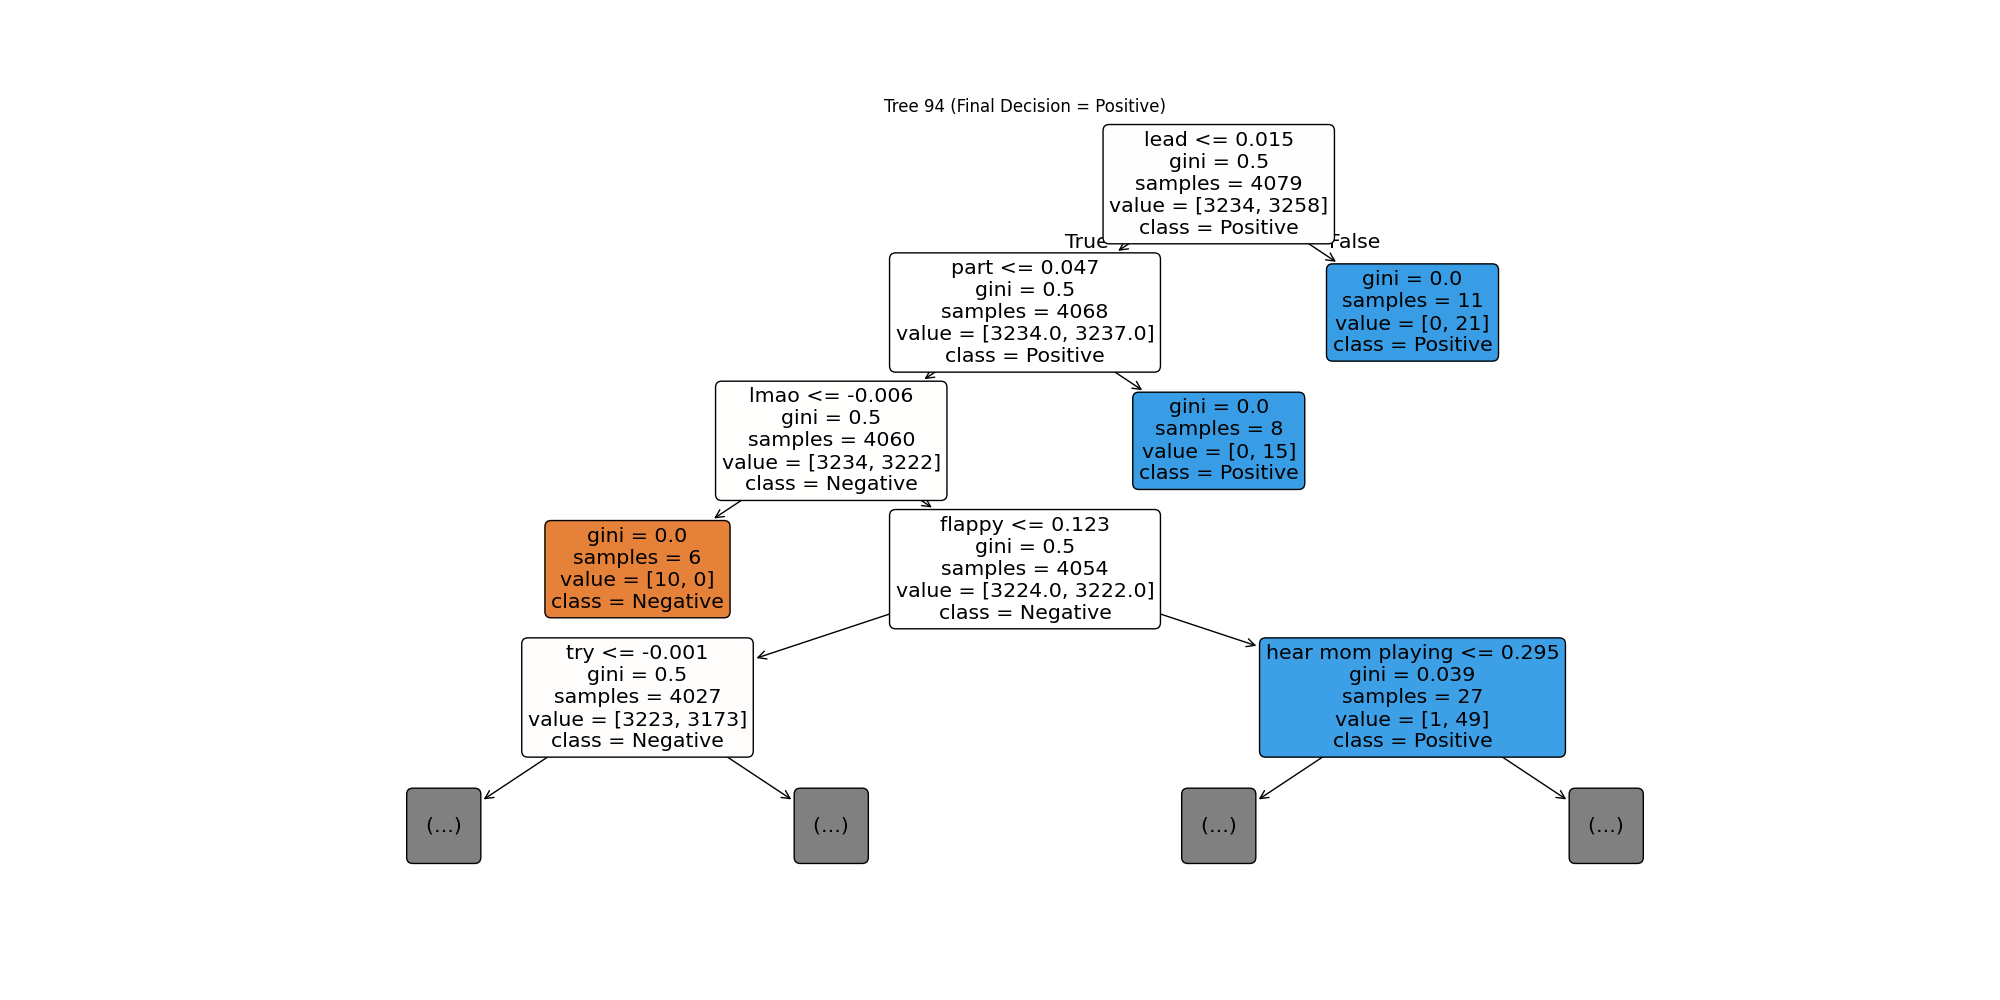 Tree 94 (Final Decision = Positive)
lead <= 0.015
gini = 0.5
samples = 4079
value = [3234, 3258]
class = Positive
True
False
part <= 0.047
gini = 0.5
samples = 4068
value = [3234.0, 3237.0]
class = Positive
gini = 0.0
samples = 11
value = [0, 21]
class = Positive
lmao <= -0.006
gini = 0.5
samples = 4060
value = [3234, 3222]
class = Negative
gini = 0.0
samples = 8
value = [0, 15]
class = Positive
gini = 0.0
samples = 6
value = [10, 0]
class = Negative
flappy <= 0.123
gini = 0.5
samples = 4054
value = [3224.0, 3222.0]
class = Negative
try <= -0.001
gini = 0.5
samples = 4027
value = [3223, 3173]
class = Negative
hear mom playing <= 0.295
gini = 0.039
samples = 27
value = [1, 49]
class = Positive
(...)
(...)
(...)
(...)